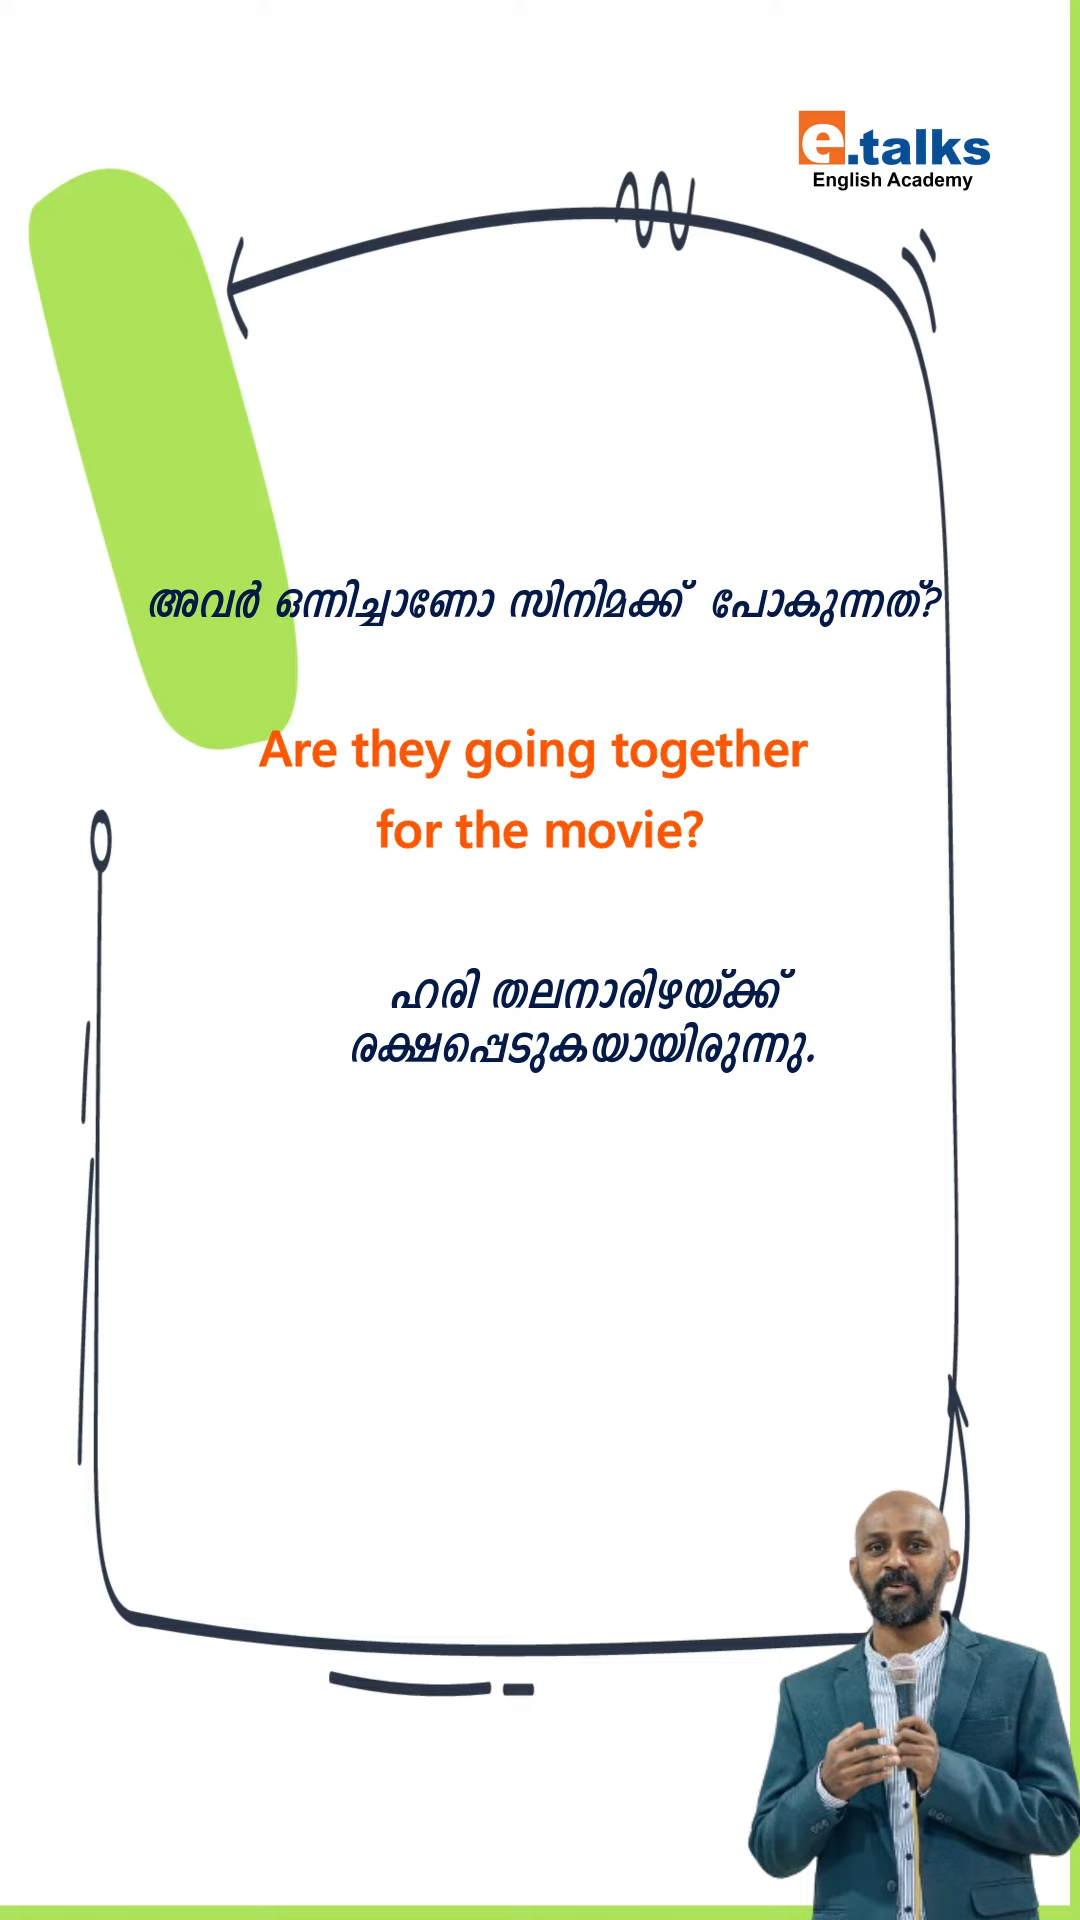 e.talks
English Academy
അവർ ഒന്നിച്ചാണോ സിനിമക്ക് പോകുന്നത്?
Are they going together
for the movie?
ഹരി തലനാരിഴയ്ക്ക്
രക്ഷപ്പെടുകയായിരുന്നു.